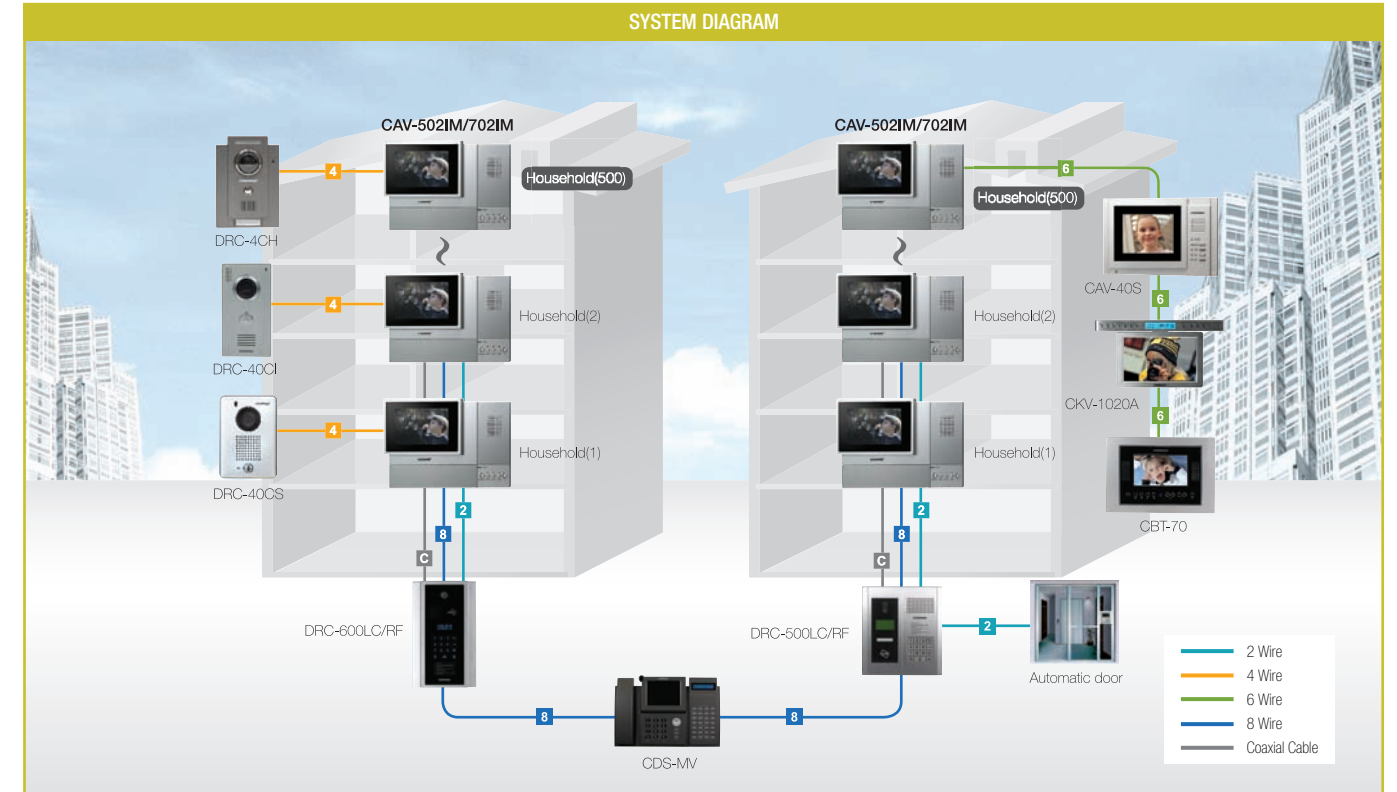 SYSTEM DIAGRAM
CAV-502IM/702IM
CAV-502IM/702IM
4
Household(500)
6
Household(500)
DRC-4CH
CAV-40S
4
Household(2)
Household(2)
6
DRC-40CI
CKV-1020A
4
Household(1)
Household(1)
6
DRC-40CS
2
2
8
8
CBT-70
C
C
DRC-600LC/RF
DRC-500LC/RF
2
Automatic door
8
8
CDS-MV
2 Wire
4 Wire
6 Wire
8 Wire
Coaxial Cable